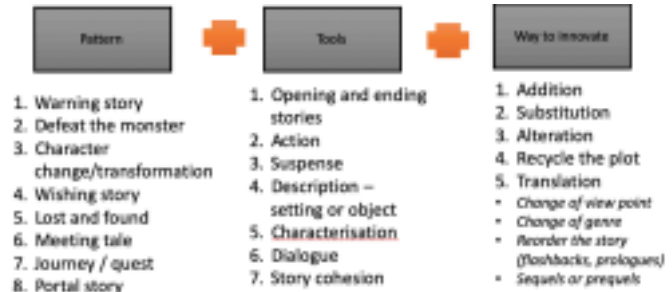 Pattern
Tools
Way to innovate
1. Warning story
2. Defeat the monster
3. Character
change/transformation
4. Wishing story
5. Lost and found
6. Meeting tale
7. Journey / quest
8. Portal story
1. Opening and ending
stories
2. Action
3. Suspense
4. Description –
setting or object
5. Characterisation
6. Dialogue
7. Story cohesion
1. Addition
2. Substitution
3. Alteration
4. Recycle the plot
5. Translation
• Change of view point
• Change of genre
• Reorder the story
(flashbacks, prologues)
• Sequels or prequels